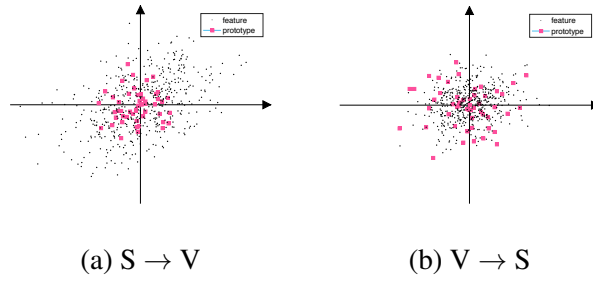 feature
prototype
feature
prototype
(a) S → V
(b) V → S